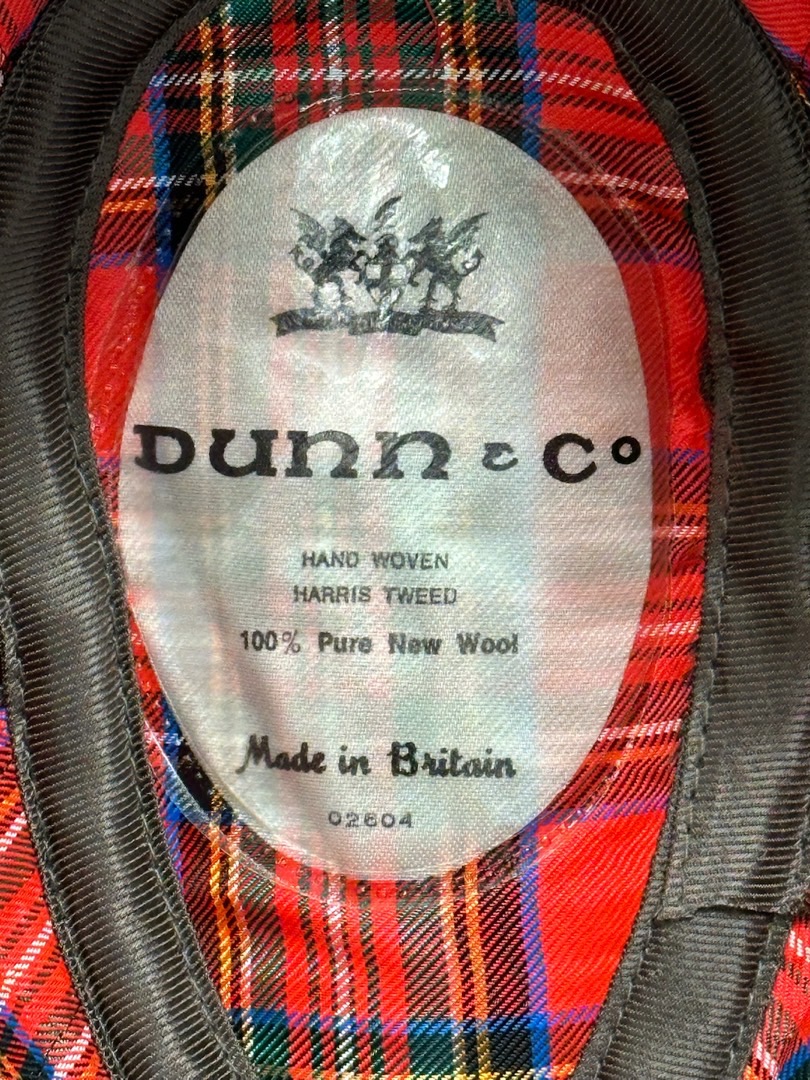 DUNN & Cº
HAND WOVEN
HARRIS TWEED
100% Pure New Wool
Made in Britain
02604